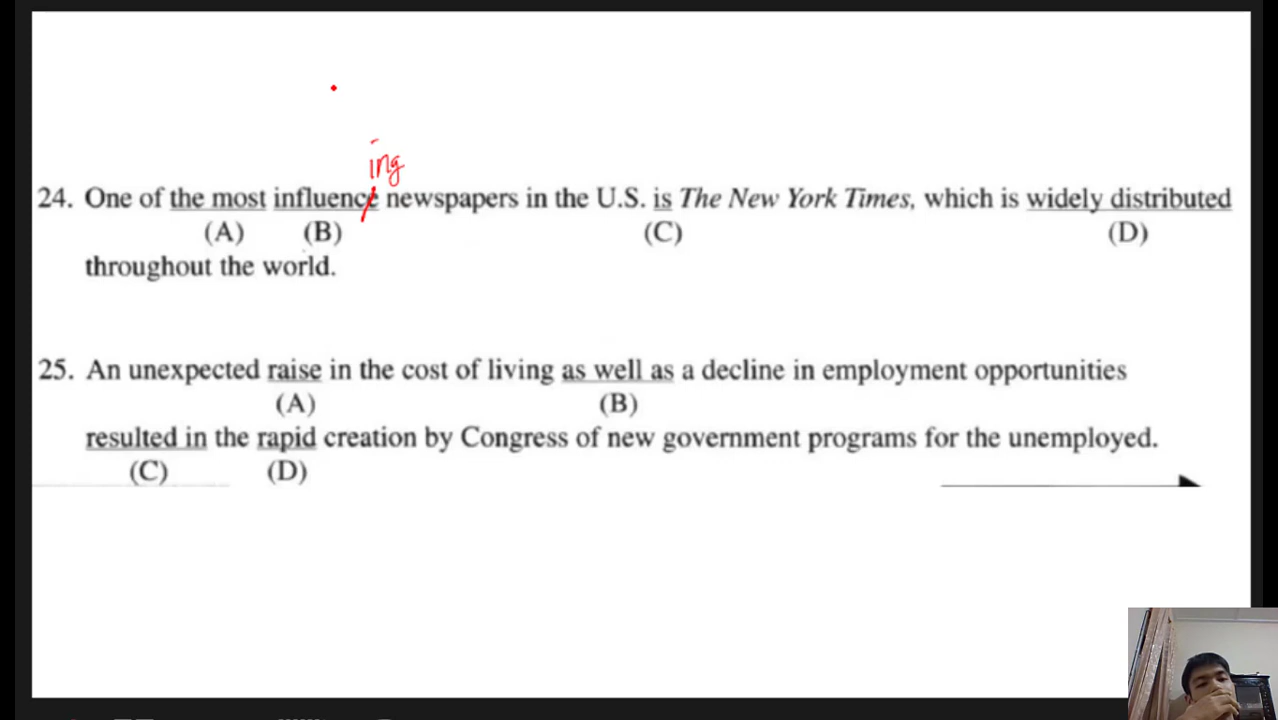 ing
24. One of the most influence newspapers in the U.S. is The New York Times, which is widely distributed
(A) (B) (C) (D)
throughout the world.
25. An unexpected raise in the cost of living as well as a decline in employment opportunities
(A) (B)
resulted in the rapid creation by Congress of new government programs for the unemployed.
(C) (D)